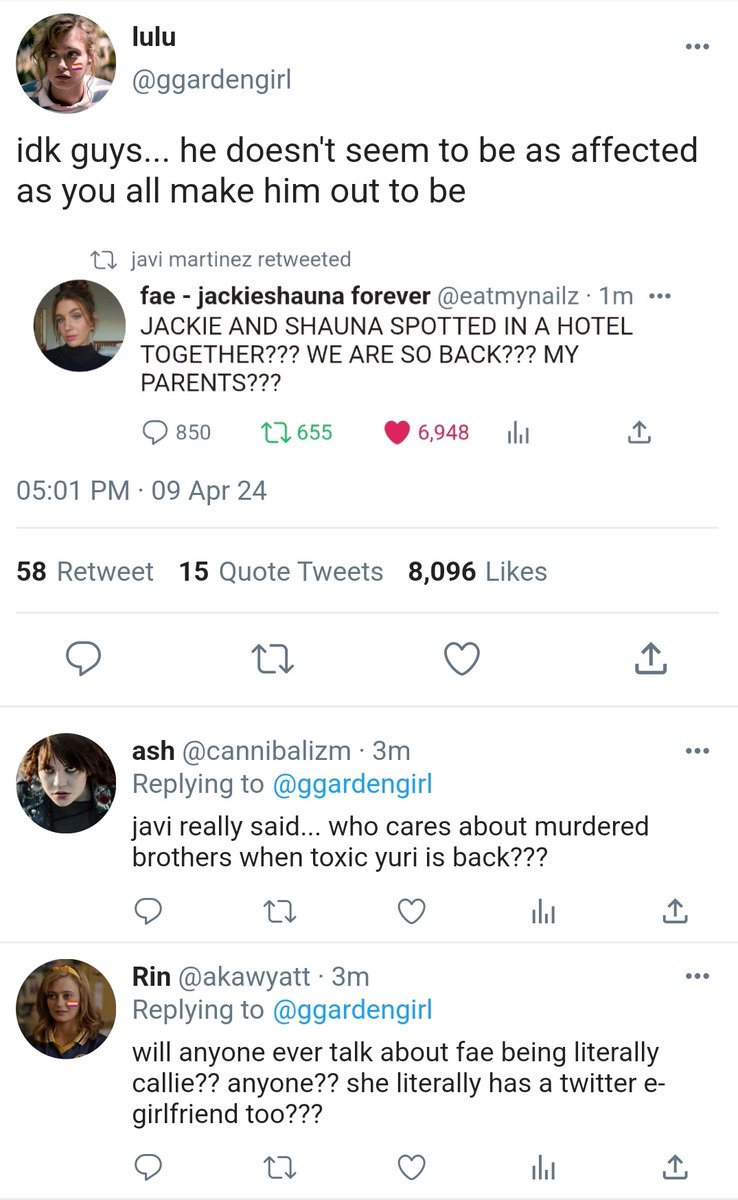 lulu
@ggardengirl
idk guys... he doesn't seem to be as affected
as you all make him out to be
javi martinez retweeted
fae - jackieshauna forever @eatmynailz · 1m
JACKIE AND SHAUNA SPOTTED IN A HOTEL
TOGETHER??? WE ARE SO BACK??? MY
PARENTS???
850 655 6,948
05:01 PM · 09 Apr 24
58 Retweet 15 Quote Tweets 8,096 Likes
ash @cannibalizm · 3m
Replying to @ggardengirl
javi really said... who cares about murdered
brothers when toxic yuri is back???
Rin @akawyatt · 3m
Replying to @ggardengirl
will anyone ever talk about fae being literally
callie?? anyone?? she literally has a twitter e-
girlfriend too???